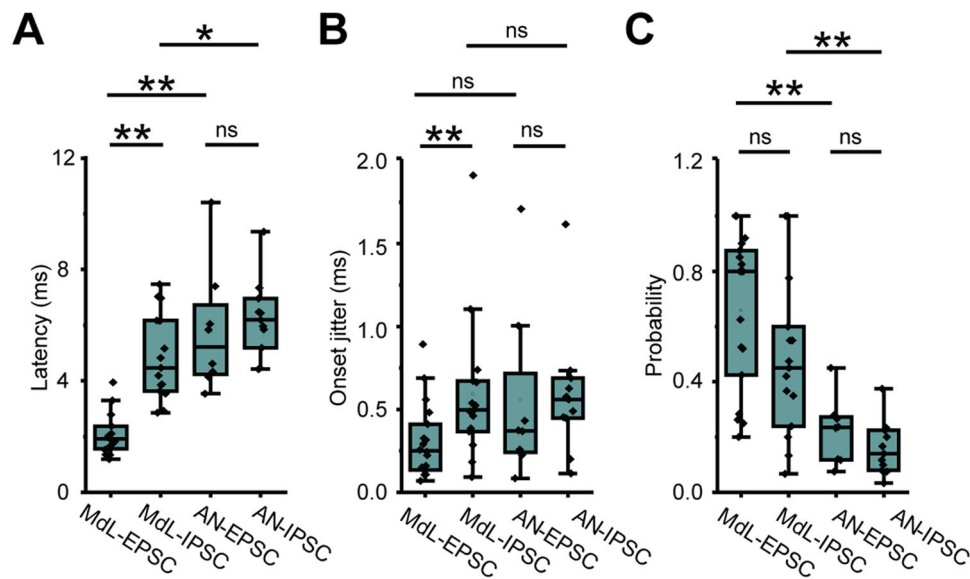 A
*
**
**
ns
Latency (ms)
12
8
4
0
MdL-EPSC
MdL-IPSC
AN-EPSC
AN-IPSC
B
ns
ns
**
ns
Onset jitter (ms)
2.0
1.5
1.0
0.5
0.0
MdL-EPSC
MdL-IPSC
AN-EPSC
AN-IPSC
C
**
**
ns
ns
Probability
1.2
0.8
0.4
0.0
MdL-EPSC
MdL-IPSC
AN-EPSC
AN-IPSC